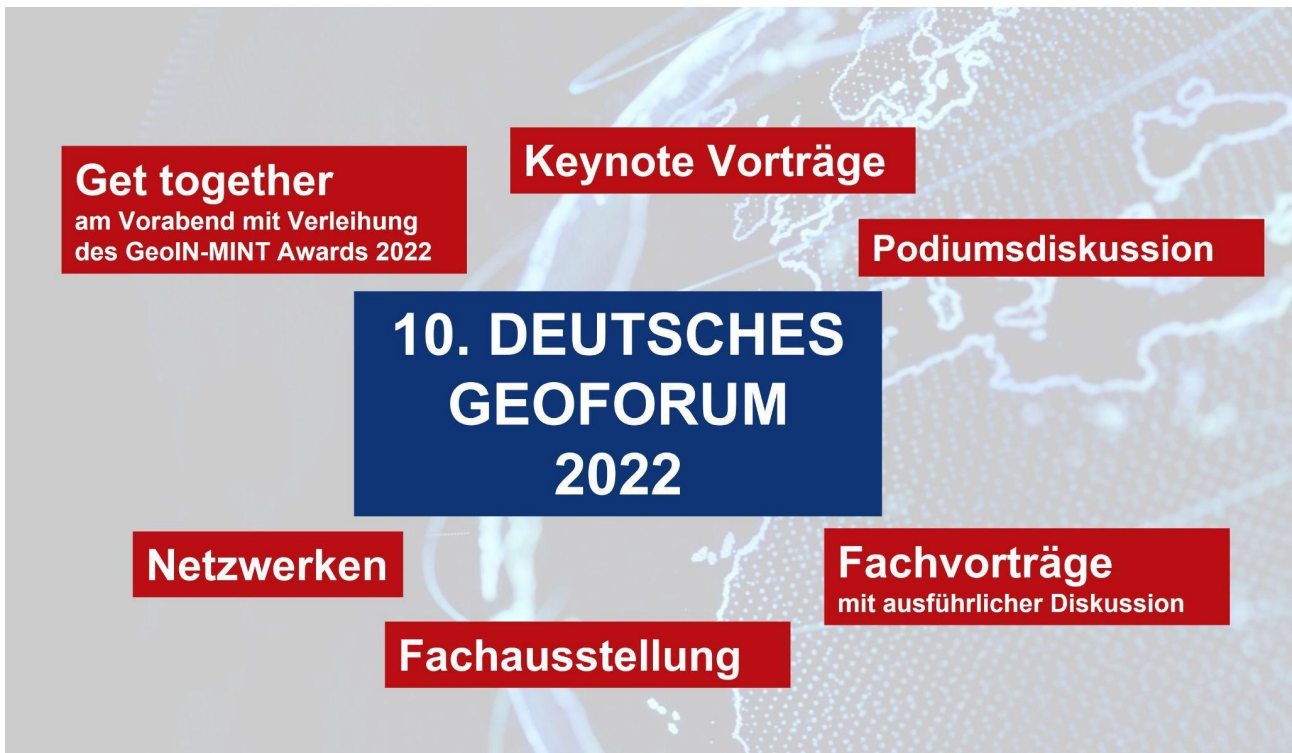 Keynote Vorträge
Get together
am Vorabend mit Verleihung
des GeoIN-MINT Awards 2022
Podiumsdiskussion
10. DEUTSCHES
GEOFORUM
2022
Netzwerken
Fachvorträge
mit ausführlicher Diskussion
Fachausstellung